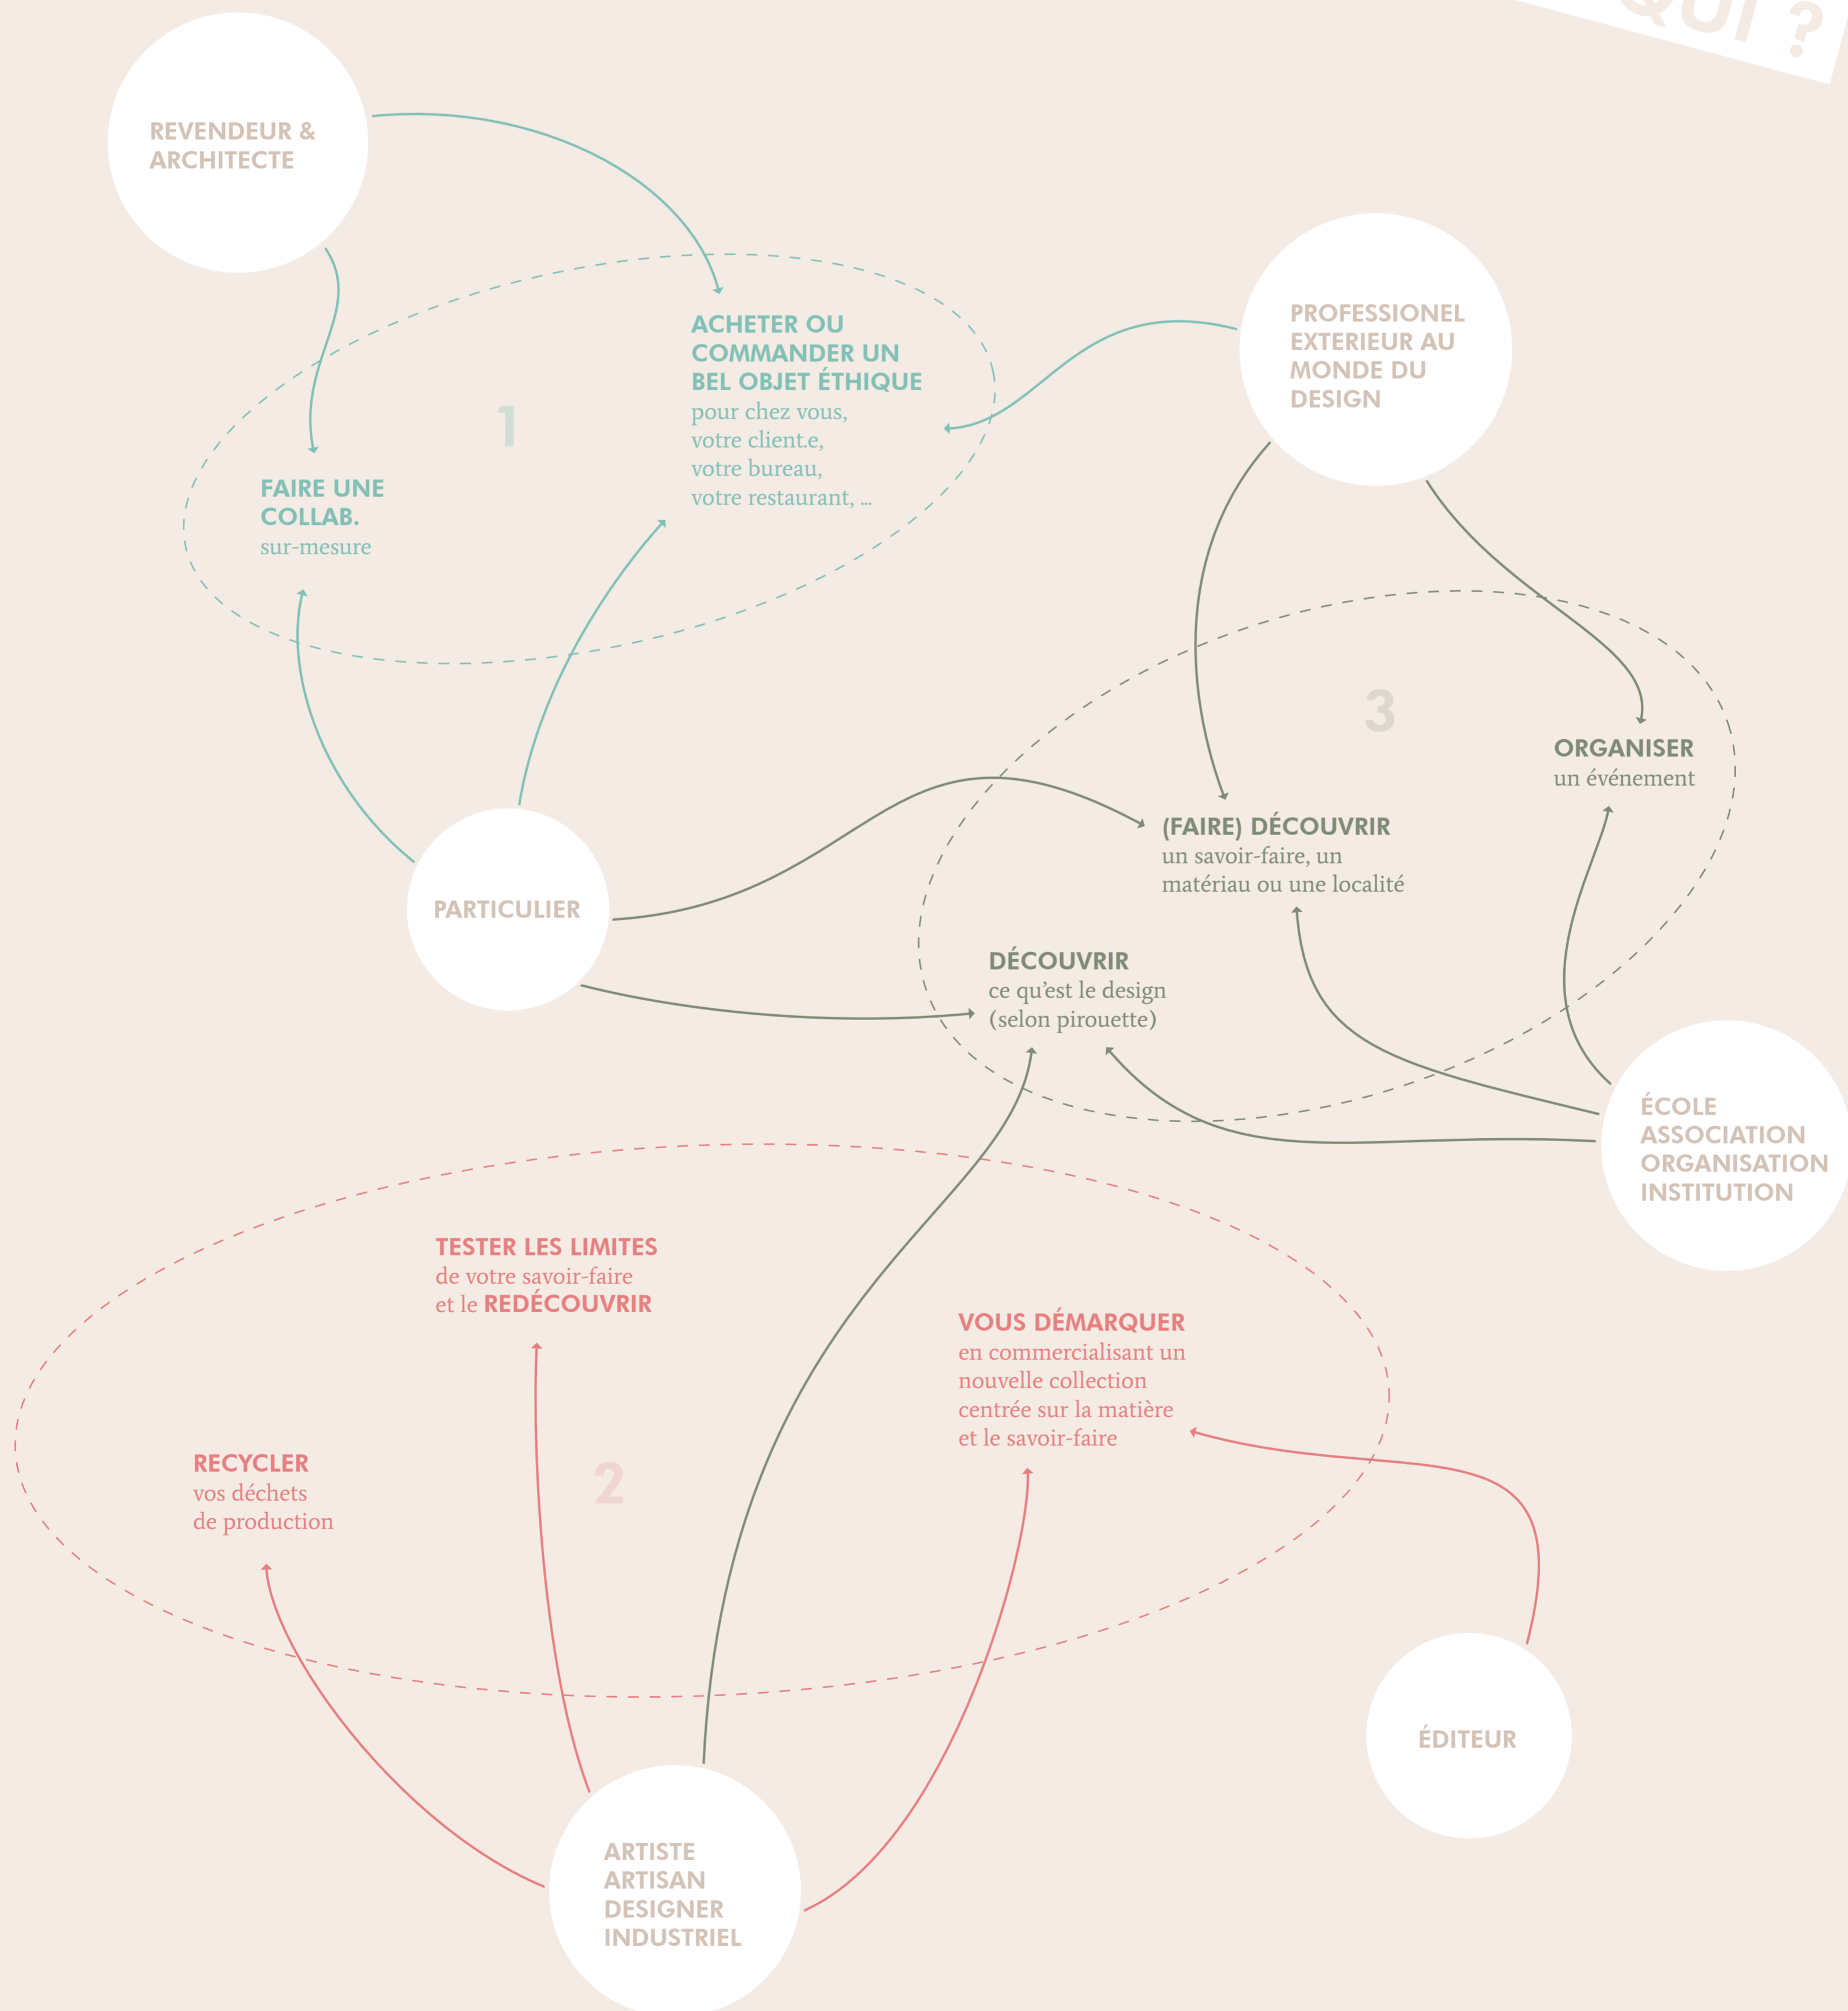 QUI ?
REVENDEUR &
ARCHITECTE
PROFESSIONEL
EXTERIEUR AU
MONDE DU
DESIGN
ACHETER OU
COMMANDER UN
BEL OBJET ÉTHIQUE
pour chez vous,
votre client.e,
votre bureau,
votre restaurant, ...
1
FAIRE UNE
COLLAB.
sur-mesure
3
ORGANISER
un événement
(FAIRE) DÉCOUVRIR
un savoir-faire, un
matériau ou une localité
PARTICULIER
DÉCOUVRIR
ce qu'est le design
(selon pirouette)
ÉCOLE
ASSOCIATION
ORGANISATION
INSTITUTION
TESTER LES LIMITES
de votre savoir-faire
et le REDÉCOUVRIR
VOUS DÉMARQUER
en commercialisant un
nouvelle collection
centrée sur la matière
et le savoir-faire
RECYCLER
vos déchets
de production
2
ÉDITEUR
ARTISTE
ARTISAN
DESIGNER
INDUSTRIEL